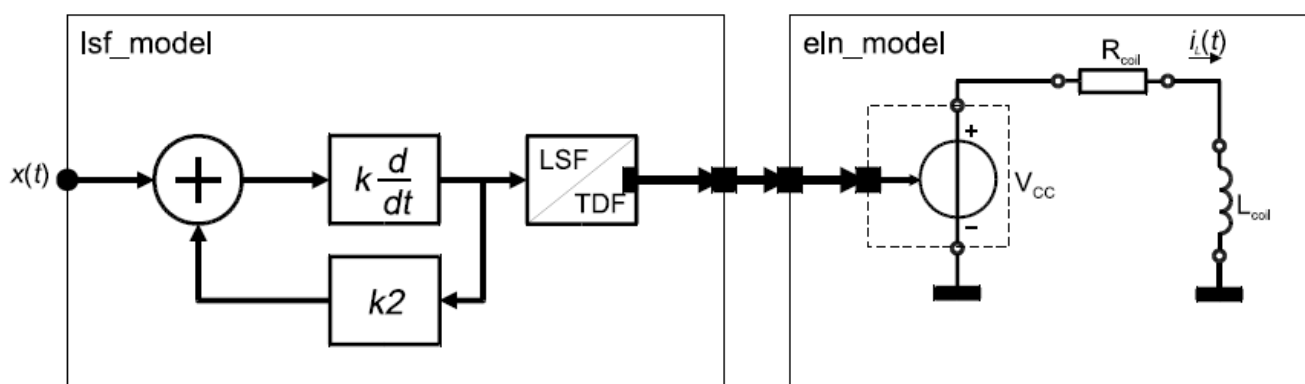 lsf_model
x(t)
+
k d/dt
LSF
TDF
k2
eln_model
R_coil
i_L(t)
+
V_CC
−
L_coil